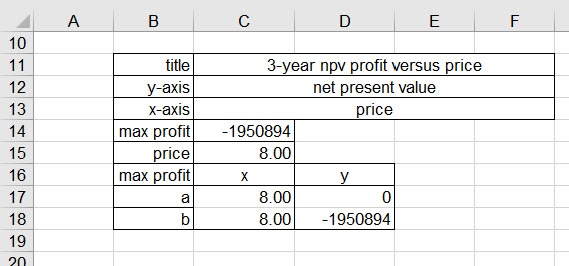 A B C D E F
10
11 title 3-year npv profit versus price
12 y-axis net present value
13 x-axis price
14 max profit -1950894
15 price 8.00
16 max profit x y
17 a 8.00 0
18 b 8.00 -1950894
19
20